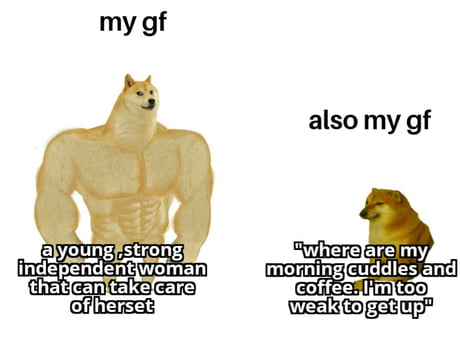 my gf
a young ,strong
independent woman
that can take care
of herset
also my gf
"where are my
morning cuddles and
coffee. I'm too
weak to get up"